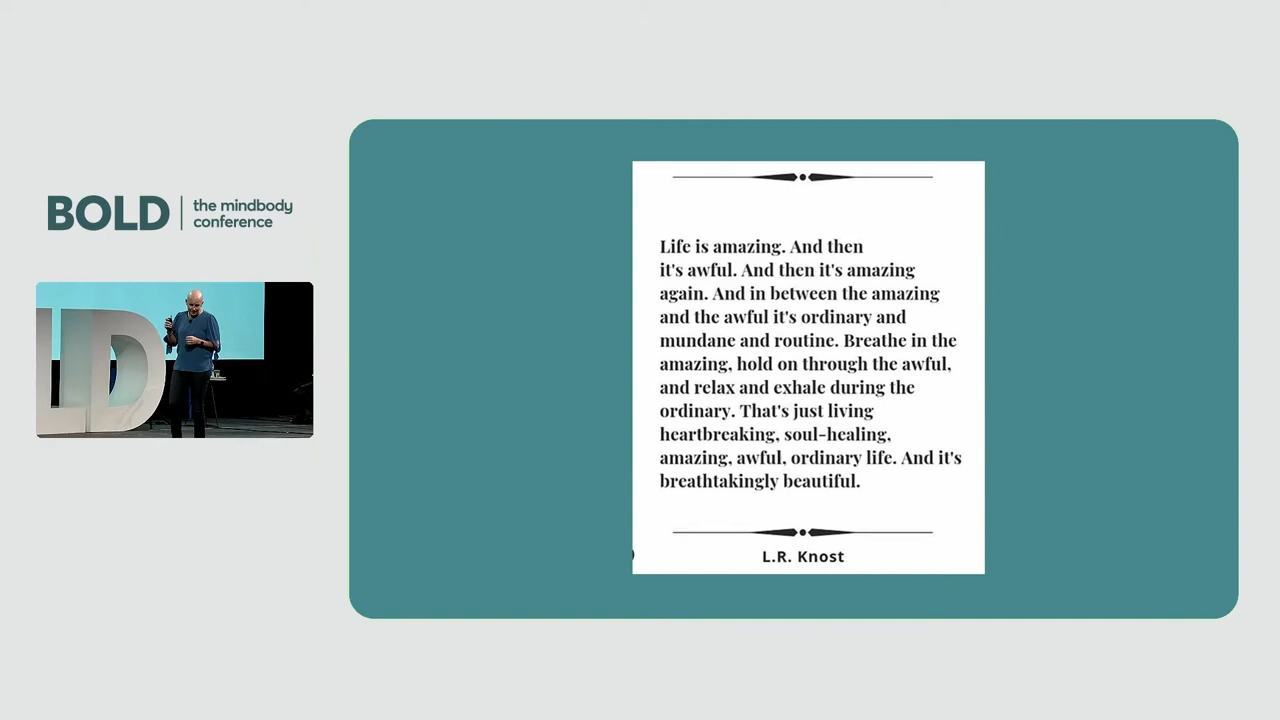 BOLD
the mindbody
conference
LD
Life is amazing. And then
it's awful. And then it's amazing
again. And in between the amazing
and the awful it's ordinary and
mundane and routine. Breathe in the
amazing, hold on through the awful,
and relax and exhale during the
ordinary. That's just living
heartbreaking, soul-healing,
amazing, awful, ordinary life. And it's
breathtakingly beautiful.
L.R. Knost